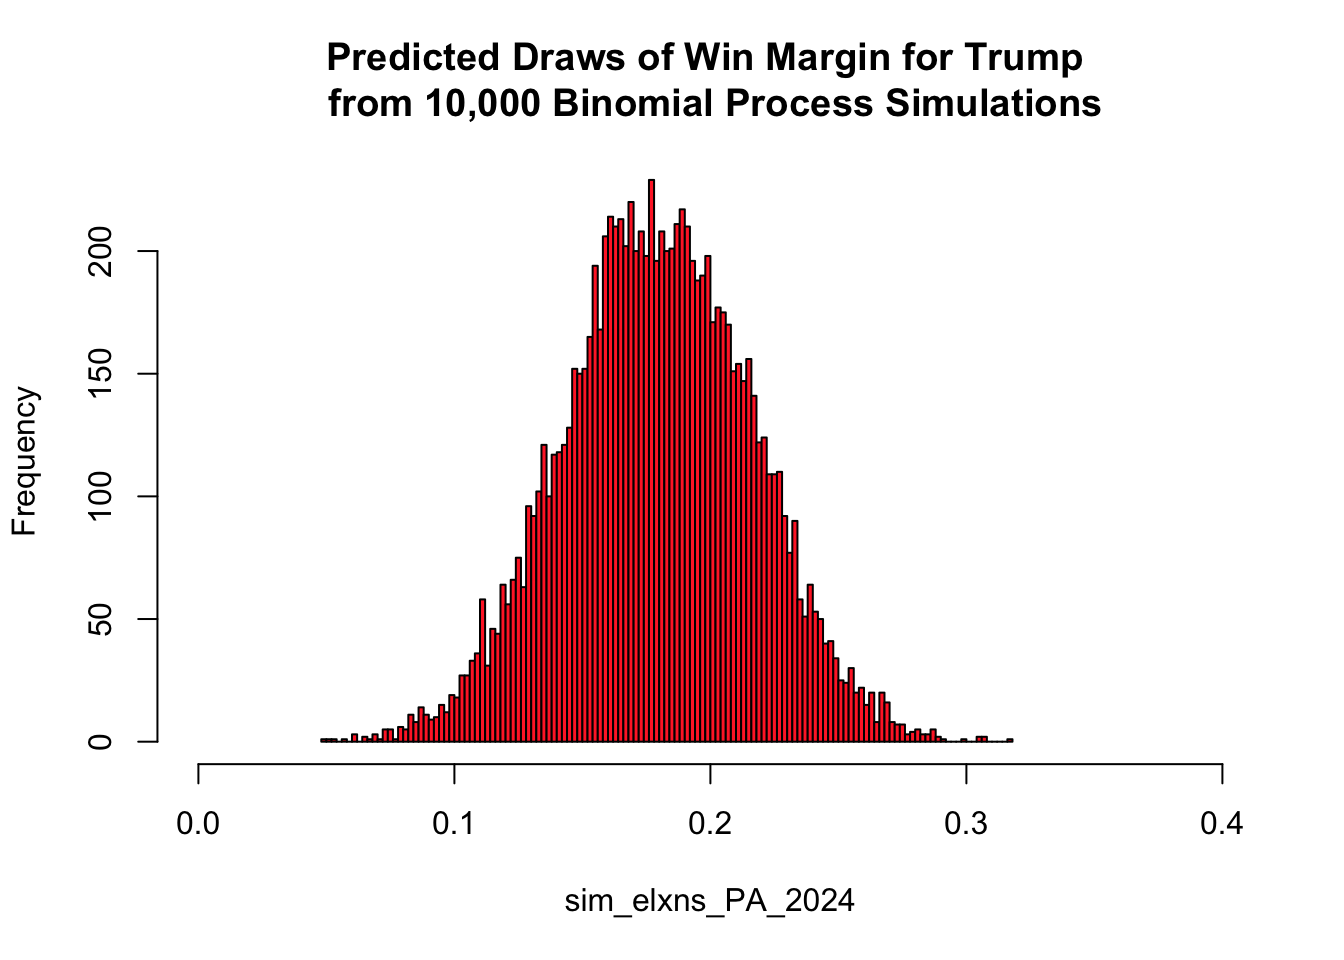 Predicted Draws of Win Margin for Trump
from 10,000 Binomial Process Simulations
Frequency
200
150
100
50
0
0.0 0.1 0.2 0.3 0.4
sim_elxns_PA_2024